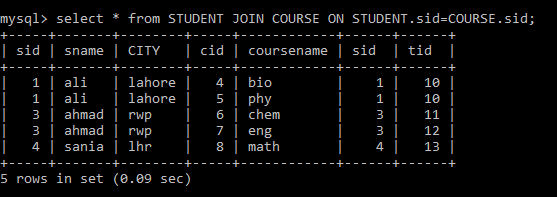 mysql> select * from STUDENT JOIN COURSE ON STUDENT.sid=COURSE.sid;
+-----+-------+--------+-----+------------+-----+-----+
| sid | sname | CITY   | cid | coursename | sid | tid |
+-----+-------+--------+-----+------------+-----+-----+
|   1 | ali   | lahore |   4 | bio        |   1 |  10 |
|   1 | ali   | lahore |   5 | phy        |   1 |  10 |
|   3 | ahmad | rwp    |   6 | chem       |   3 |  11 |
|   3 | ahmad | rwp    |   7 | eng        |   3 |  12 |
|   4 | sania | lhr    |   8 | math       |   4 |  13 |
+-----+-------+--------+-----+------------+-----+-----+
5 rows in set (0.09 sec)